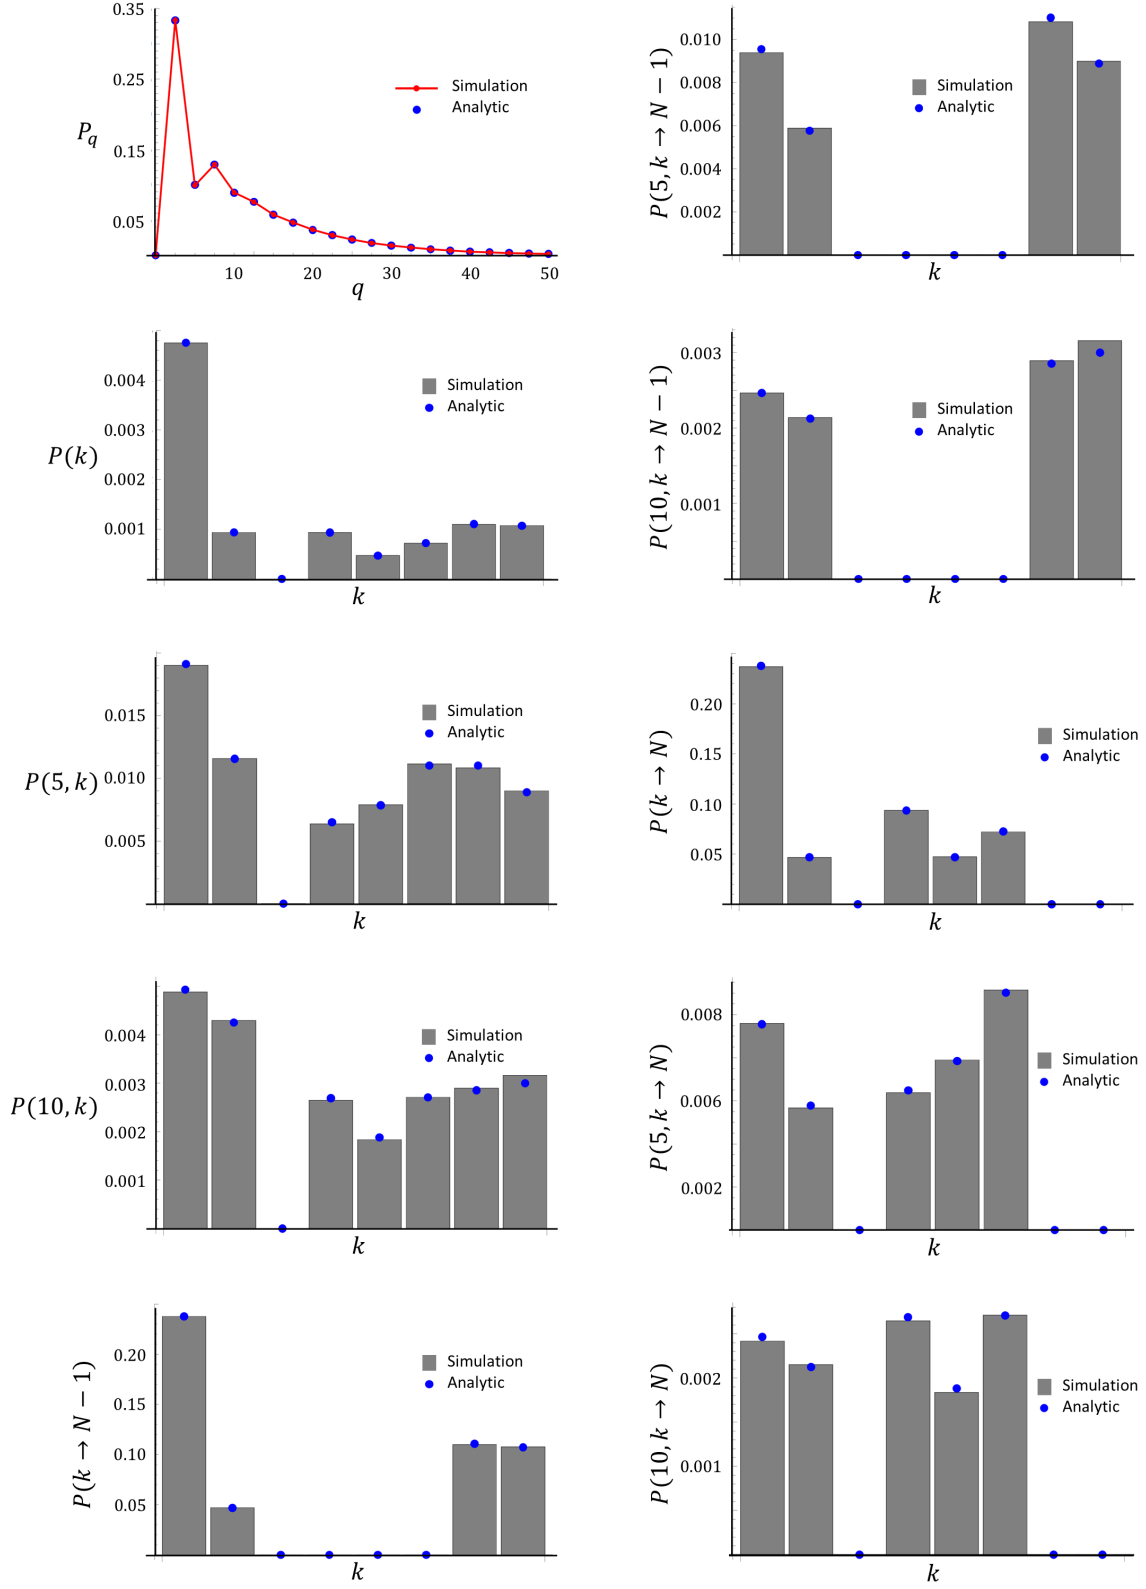 0.35
0.25
0.15
0.05
P_q
Simulation
Analytic
10
20
30
40
50
q
0.010
0.008
0.006
0.004
0.002
P(5, k → N − 1)
Simulation
Analytic
k
0.004
0.003
0.002
0.001
P(k)
Simulation
Analytic
k
0.003
0.002
0.001
P(10, k → N − 1)
Simulation
Analytic
k
0.015
0.010
0.005
P(5, k)
Simulation
Analytic
k
0.20
0.15
0.10
0.05
P(k → N)
Simulation
Analytic
k
0.004
0.003
0.002
0.001
P(10, k)
Simulation
Analytic
k
0.008
0.006
0.002
P(5, k → N)
Simulation
Analytic
k
0.20
0.15
0.10
0.05
P(k → N − 1)
Simulation
Analytic
k
0.002
0.001
P(10, k → N)
Simulation
Analytic
k